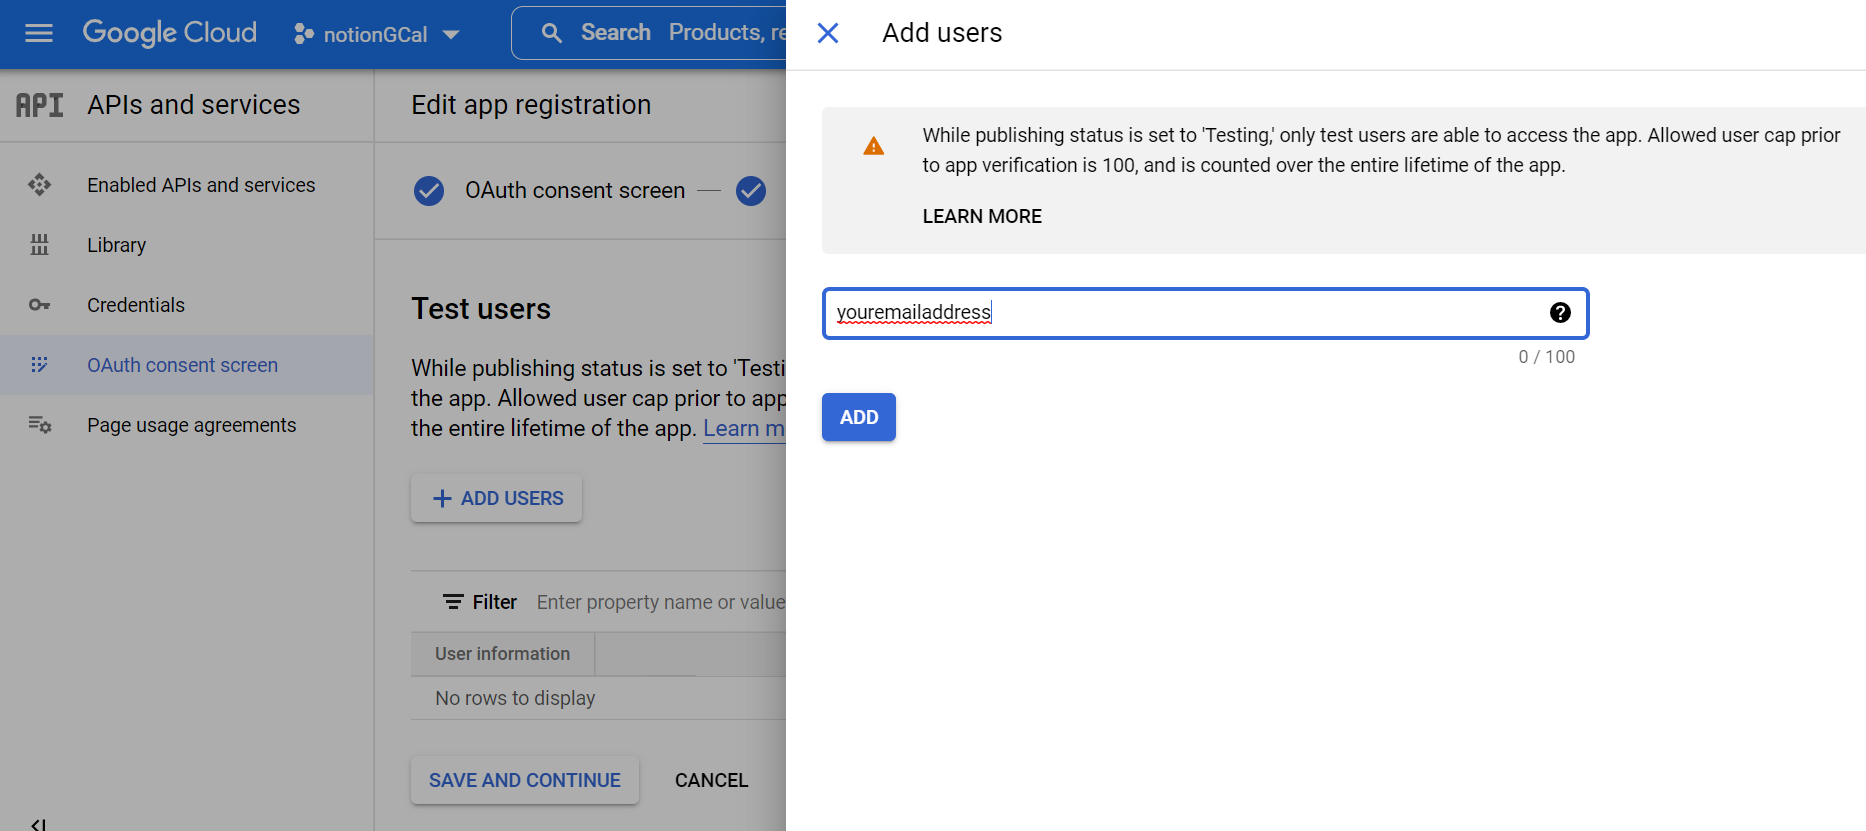 Google Cloud
notionGCal
Search Products, re
API
APIs and services
Enabled APIs and services
Library
Credentials
OAuth consent screen
Page usage agreements
Edit app registration
OAuth consent screen
Test users
While publishing status is set to 'Testi
the app. Allowed user cap prior to app
the entire lifetime of the app. Learn m
ADD USERS
Filter Enter property name or value
User information
No rows to display
SAVE AND CONTINUE CANCEL
Add users
While publishing status is set to 'Testing,' only test users are able to access the app. Allowed user cap prior
to app verification is 100, and is counted over the entire lifetime of the app.
LEARN MORE
youremailaddress
0 / 100
ADD